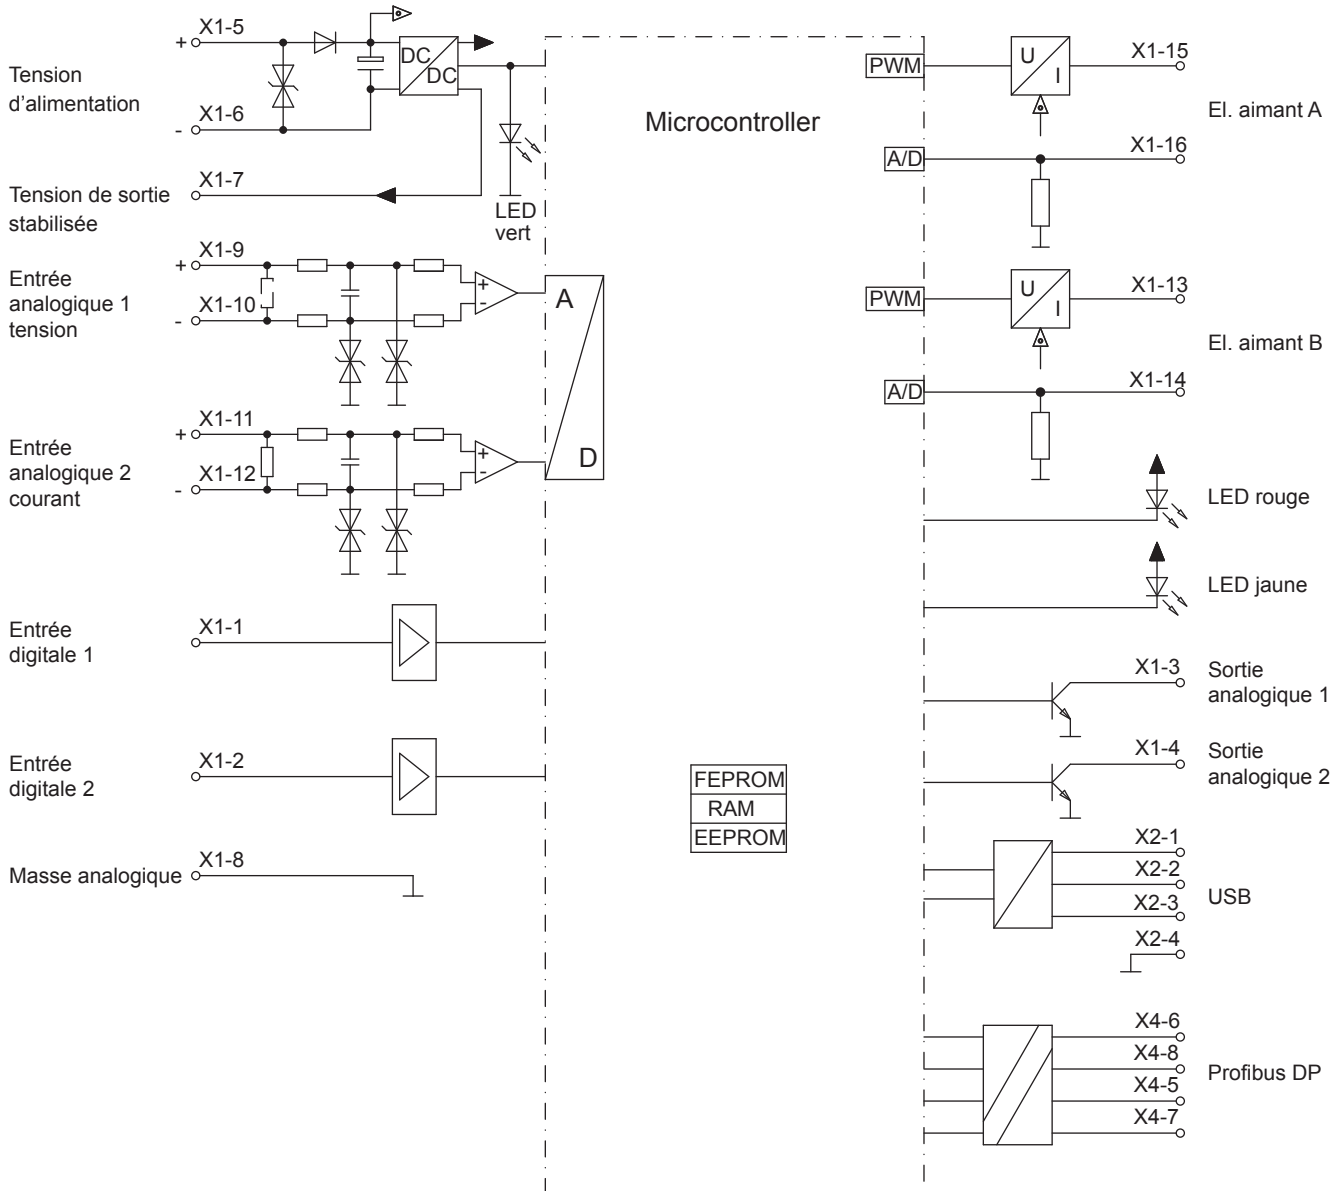 X1-5
+
DC
DC
Tension
d'alimentation
X1-6
-
X1-7
Tension de sortie
stabilisée
LED
vert
X1-9
+
Entrée
analogique 1
tension
X1-10
-
+
-
A
D
X1-11
+
Entrée
analogique 2
courant
X1-12
-
+
-
Entrée
digitale 1
X1-1
Entrée
digitale 2
X1-2
Masse analogique
X1-8
Microcontroller
FEPROM
RAM
EEPROM
PWM
U
I
X1-15
El. aimant A
A/D
X1-16
PWM
U
I
X1-13
El. aimant B
A/D
X1-14
LED rouge
LED jaune
X1-3
Sortie
analogique 1
X1-4
Sortie
analogique 2
X2-1
X2-2
X2-3
USB
X2-4
X4-6
X4-8
Profibus DP
X4-5
X4-7